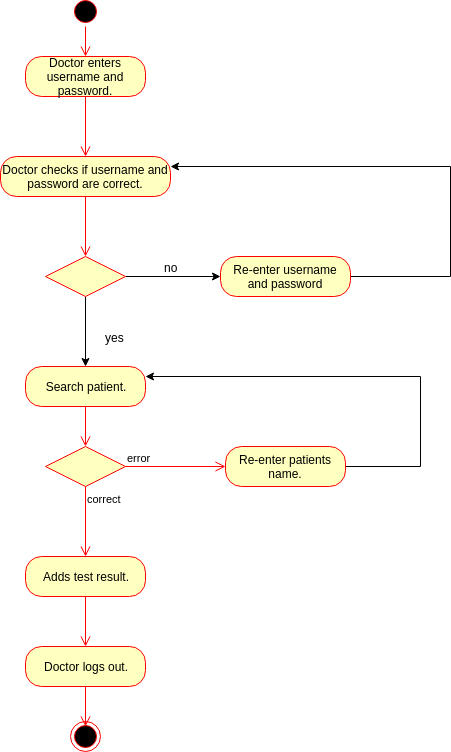 Doctor enters
username and
password.
Doctor checks if username and
password are correct.
no
Re-enter username
and password
yes
Search patient.
error
Re-enter patients
name.
correct
Adds test result.
Doctor logs out.